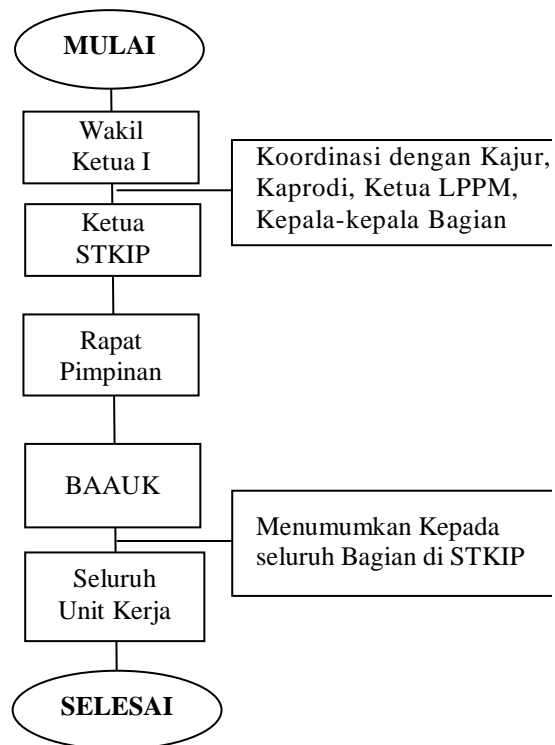 MULAI
Wakil
Ketua I
Koordinasi dengan Kajur,
Kaprodi, Ketua LPPM,
Kepala-kepala Bagian
Ketua
STKIP
Rapat
Pimpinan
BAAUK
Menumumkan Kepada
seluruh Bagian di STKIP
Seluruh
Unit Kerja
SELESAI